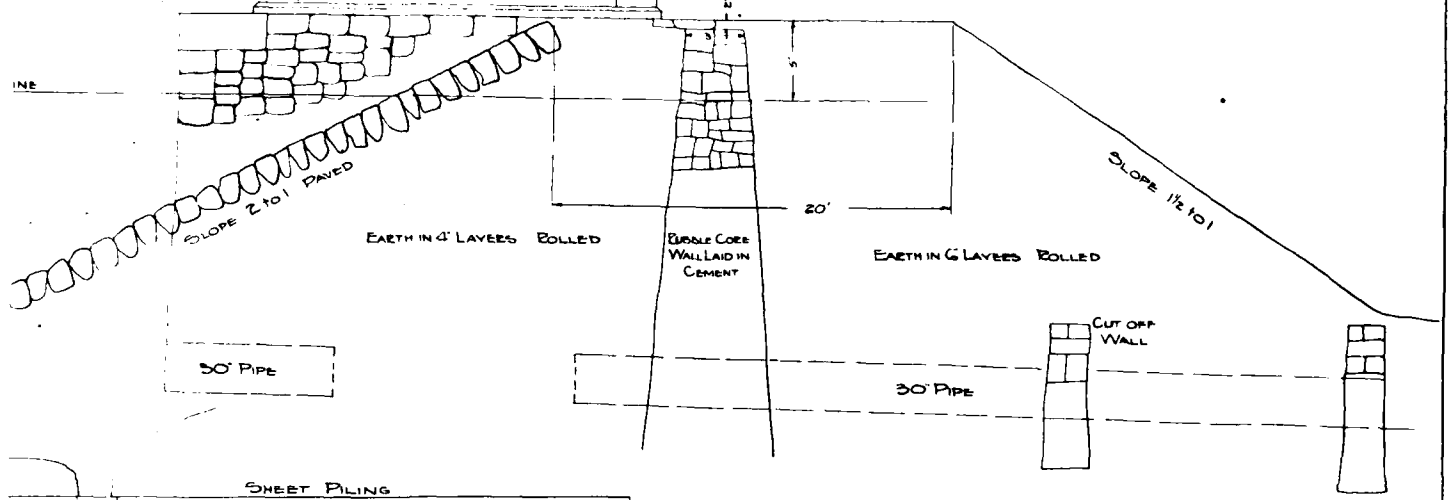 INE
5'
SLOPE 2 to 1 PAVED
20'
SLOPE 1½ to 1
EARTH IN 4" LAYERS ROLLED
RUBBLE CORE
WALL LAID IN
CEMENT
EARTH IN 6" LAYERS ROLLED
CUT OFF
WALL
30" PIPE
30" PIPE
SHEET PILING